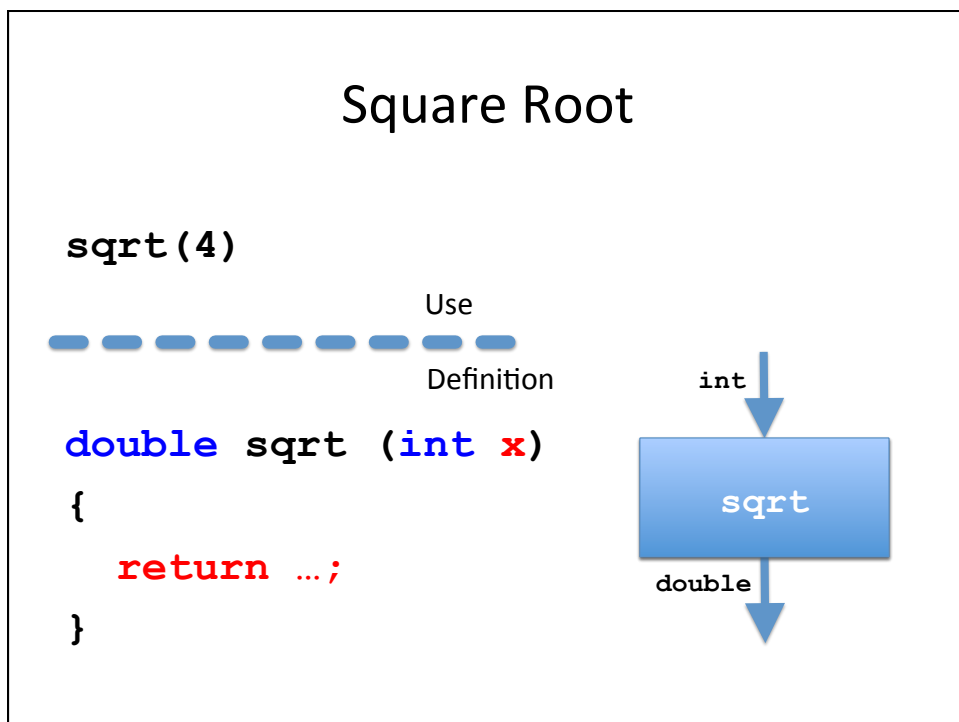 Square Root
sqrt(4)
Use
Definition
double sqrt (int x)
{
return …;
}
int
sqrt
double